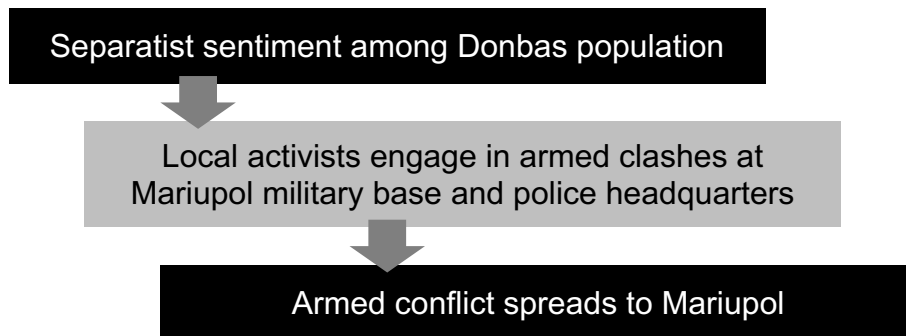 Separatist sentiment among Donbas population
Local activists engage in armed clashes at
Mariupol military base and police headquarters
Armed conflict spreads to Mariupol